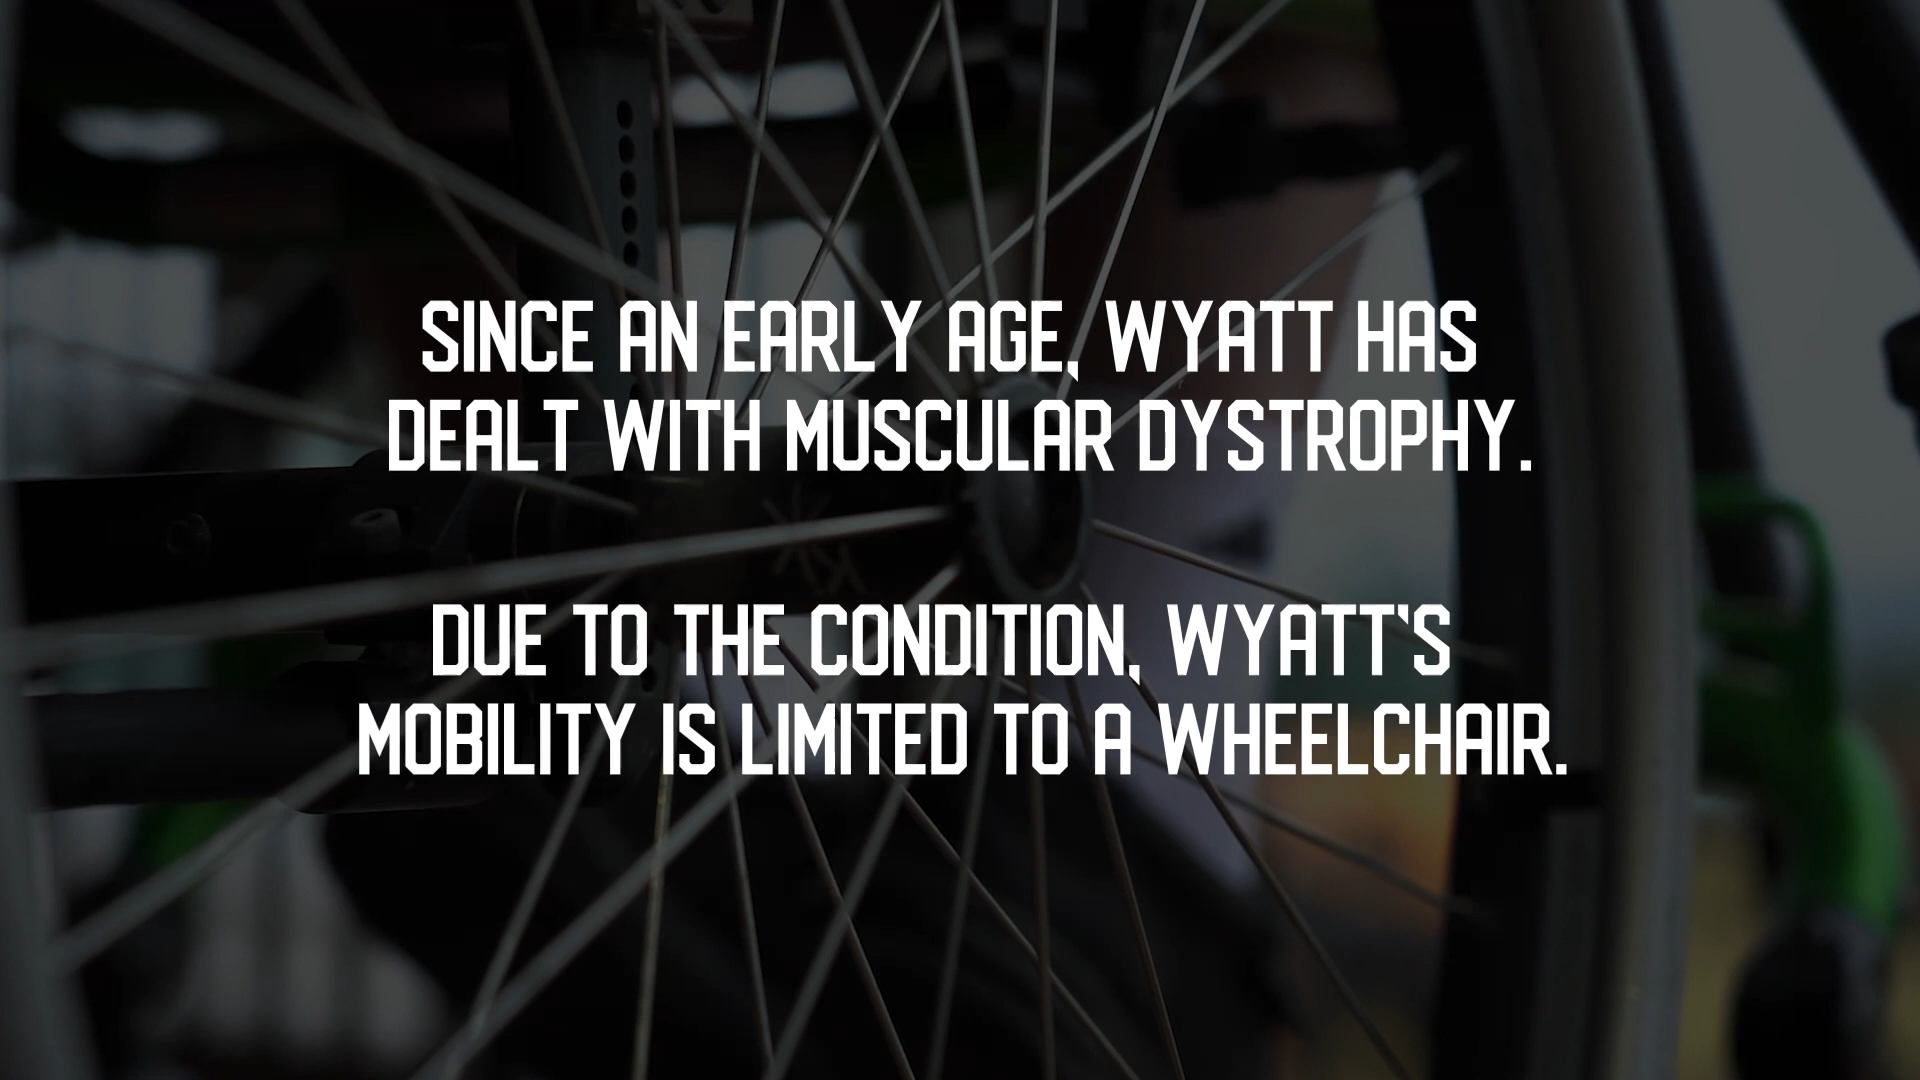 SINCE AN EARLY AGE, WYATT HAS
DEALT WITH MUSCULAR DYSTROPHY.
DUE TO THE CONDITION, WYATT'S
MOBILITY IS LIMITED TO A WHEELCHAIR.